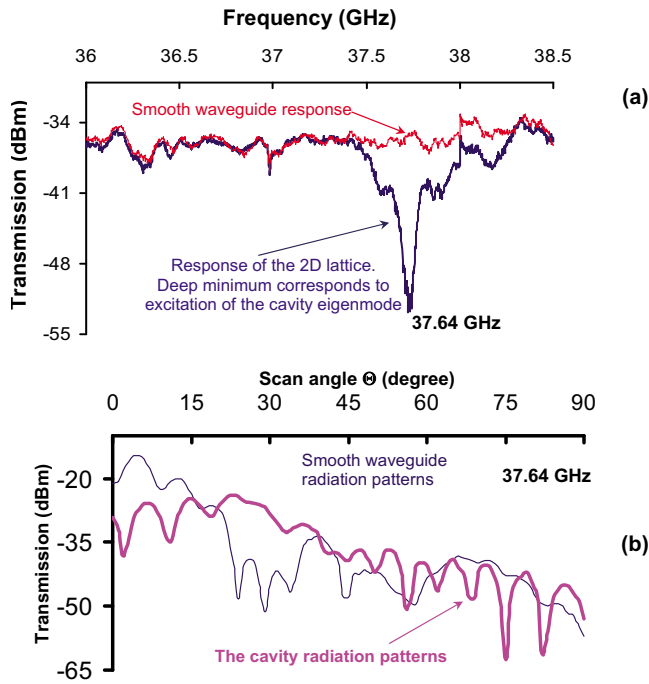 Frequency (GHz)
36 36.5 37 37.5 38 38.5
(a)
-34
Smooth waveguide response
-41
-48
-55
Transmission (dBm)
Response of the 2D lattice.
Deep minimum corresponds to
excitation of the cavity eigenmode
37.64 GHz
Scan angle Θ (degree)
0 15 30 45 60 75 90
Smooth waveguide
radiation patterns
37.64 GHz
-20
-35
-50
-65
Transmission (dBm)
(b)
The cavity radiation patterns